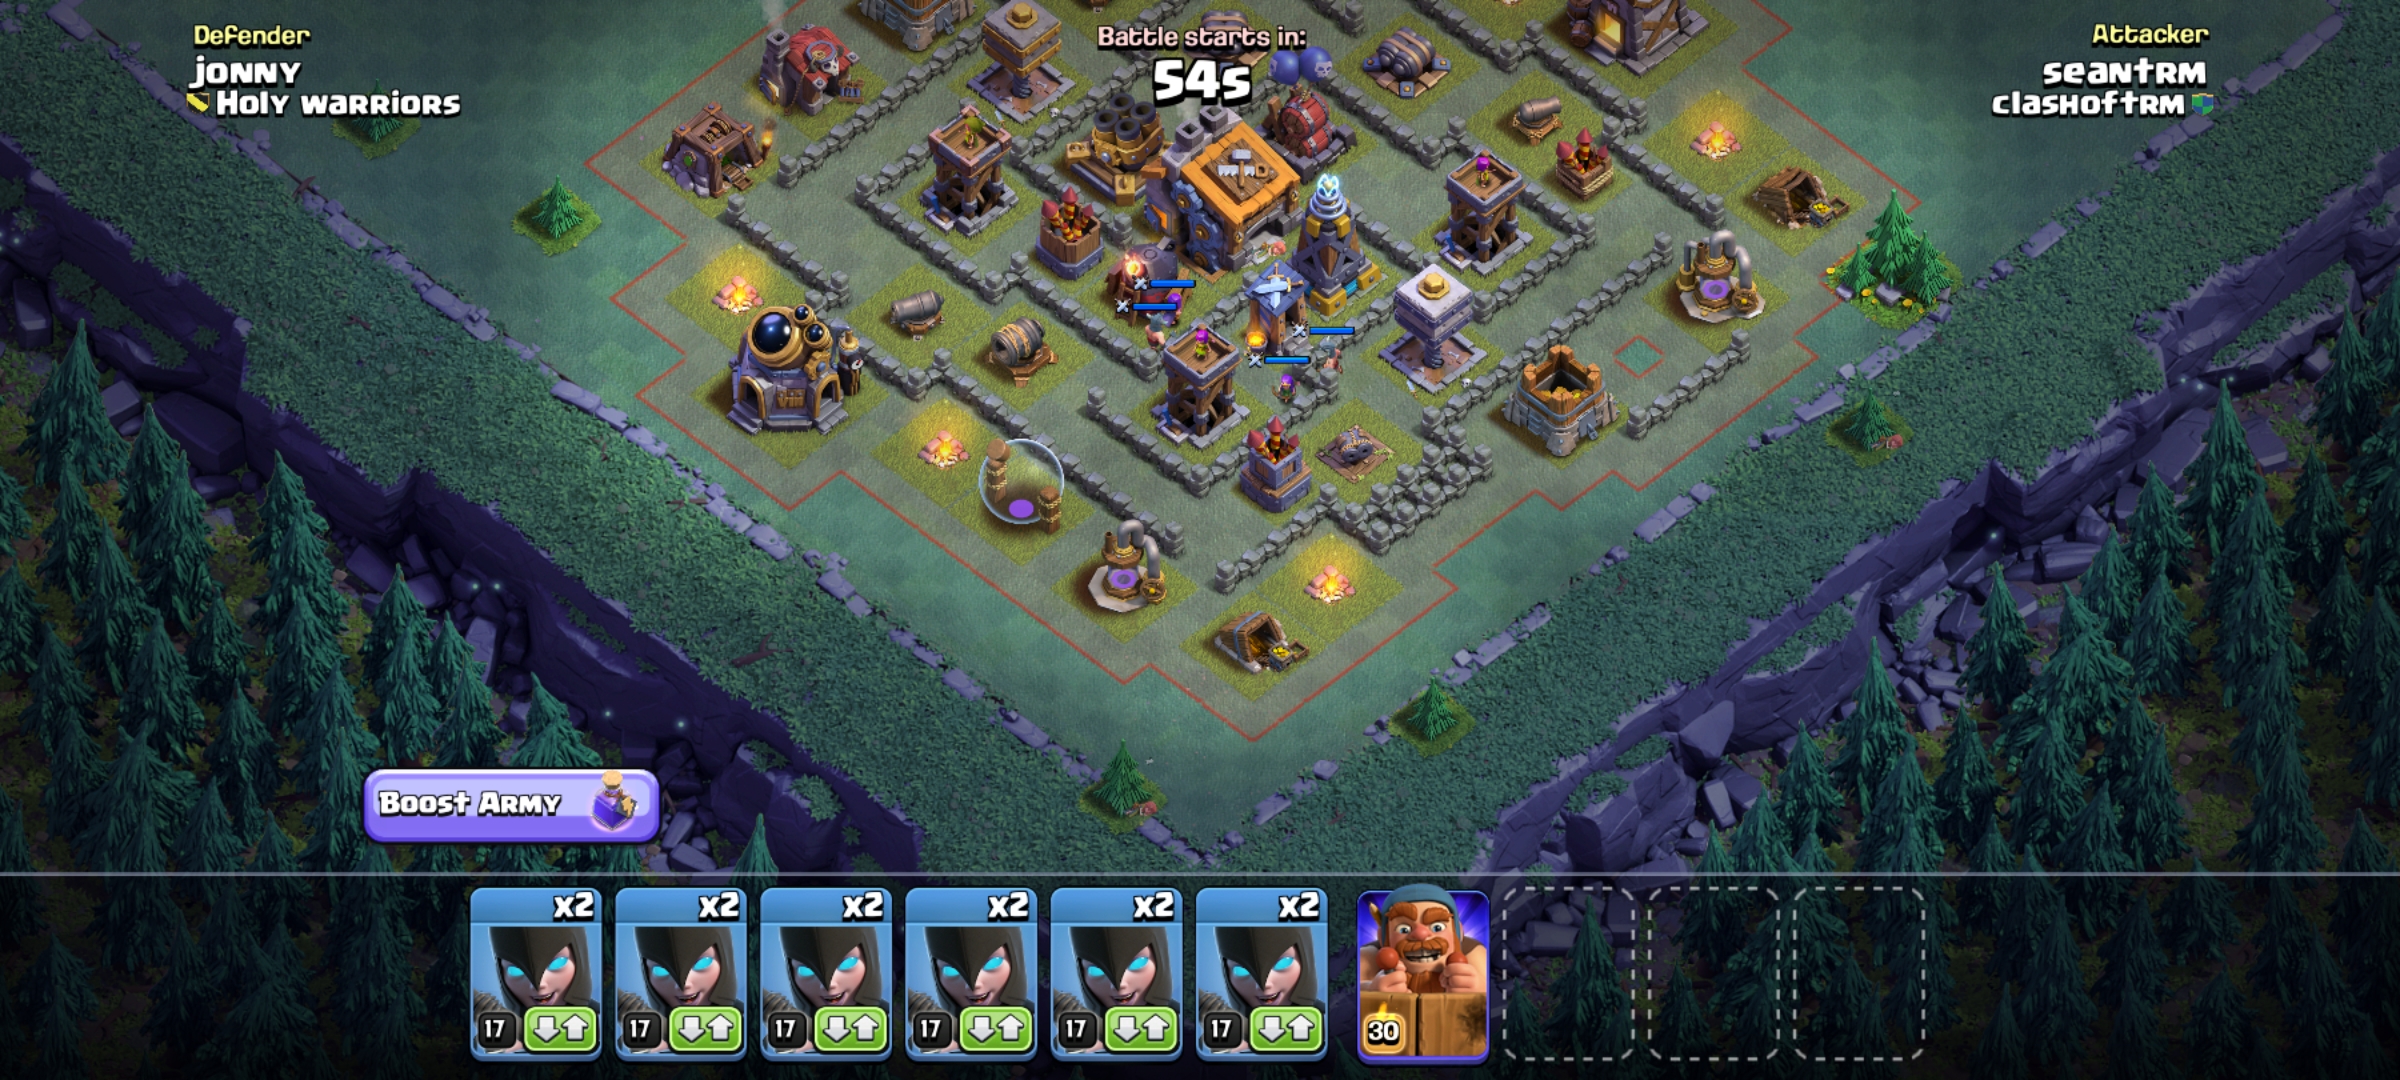 Defender
JONNY
HOLY WARRIORS
Battle starts in:
54s
Attacker
seantRM
clashoftRM
VIII
Boost Army
x2
x2
x2
x2
x2
x2
17
17
17
17
17
17
30